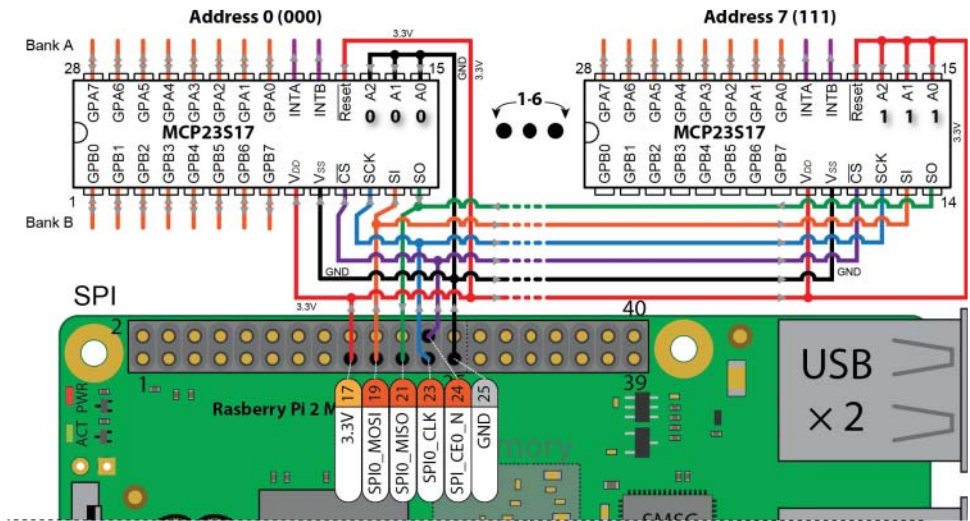 Address 0 (000)
Address 7 (111)
Bank A
3.3V
GND
3.3V
28
15
28
15
GPA7
GPA6
GPA5
GPA4
GPA3
GPA2
GPA1
GPA0
INTA
INTB
Reset
A2
A1
A0
0
0
0
MCP23S17
GPB0
GPB1
GPB2
GPB3
GPB4
GPB5
GPB6
GPB7
VDD
VSS
CS
SCK
SI
SO
1
Bank B
1-6
GPA7
GPA6
GPA5
GPA4
GPA3
GPA2
GPA1
GPA0
INTA
INTB
Reset
A2
A1
A0
1
1
1
MCP23S17
GPB0
GPB1
GPB2
GPB3
GPB4
GPB5
GPB6
GPB7
VDD
VSS
CS
SCK
SI
SO
3.3V
1
14
GND
GND
SPI
3.3V
2
40
1
39
Rasberry Pi 2 M
mory
PWR
ACT
17
3.3V
19
SPI0_MOSI
21
SPI0_MISO
23
SPI0_CLK
24
SPI_CE0_N
25
GND
USB
× 2
SMSC